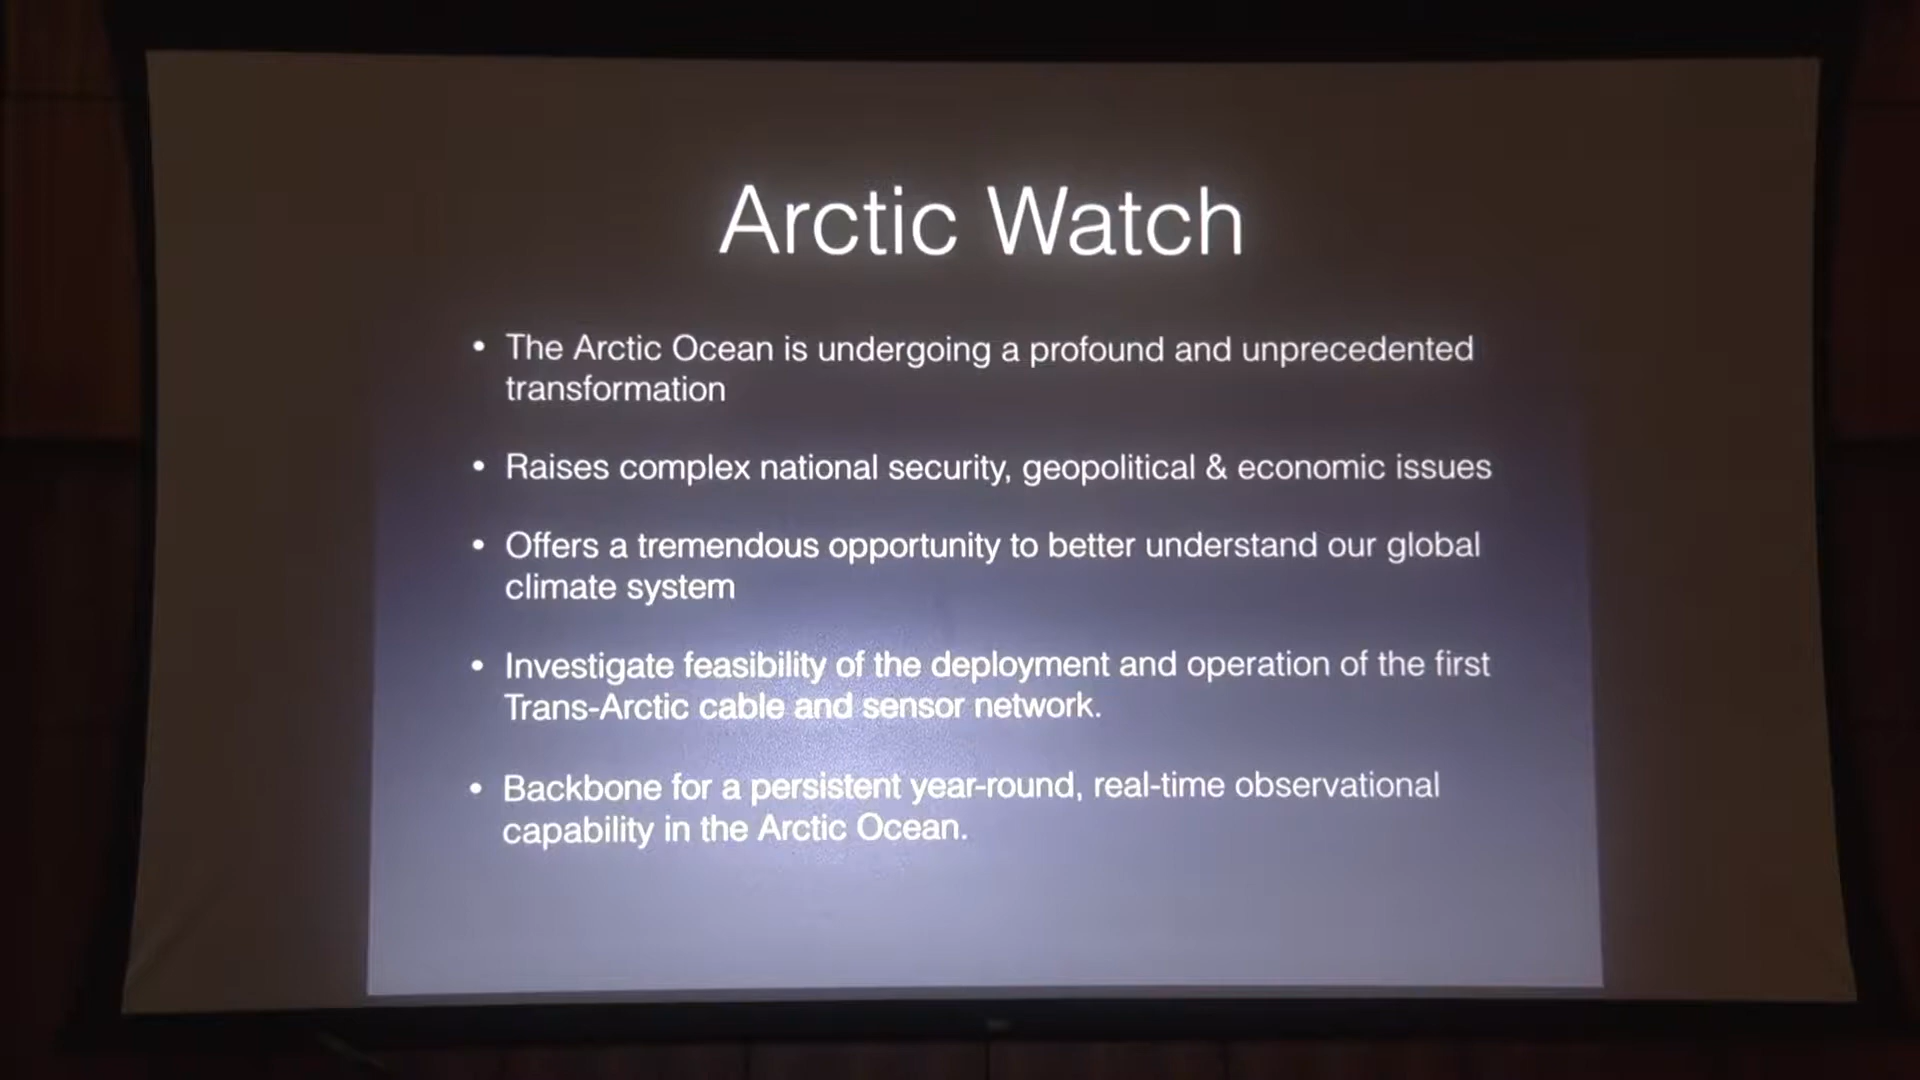 Arctic Watch
• The Arctic Ocean is undergoing a profound and unprecedented
transformation
• Raises complex national security, geopolitical & economic issues
• Offers a tremendous opportunity to better understand our global
climate system
• Investigate feasibility of the deployment and operation of the first
Trans-Arctic cable and sensor network.
• Backbone for a persistent year-round, real-time observational
capability in the Arctic Ocean.